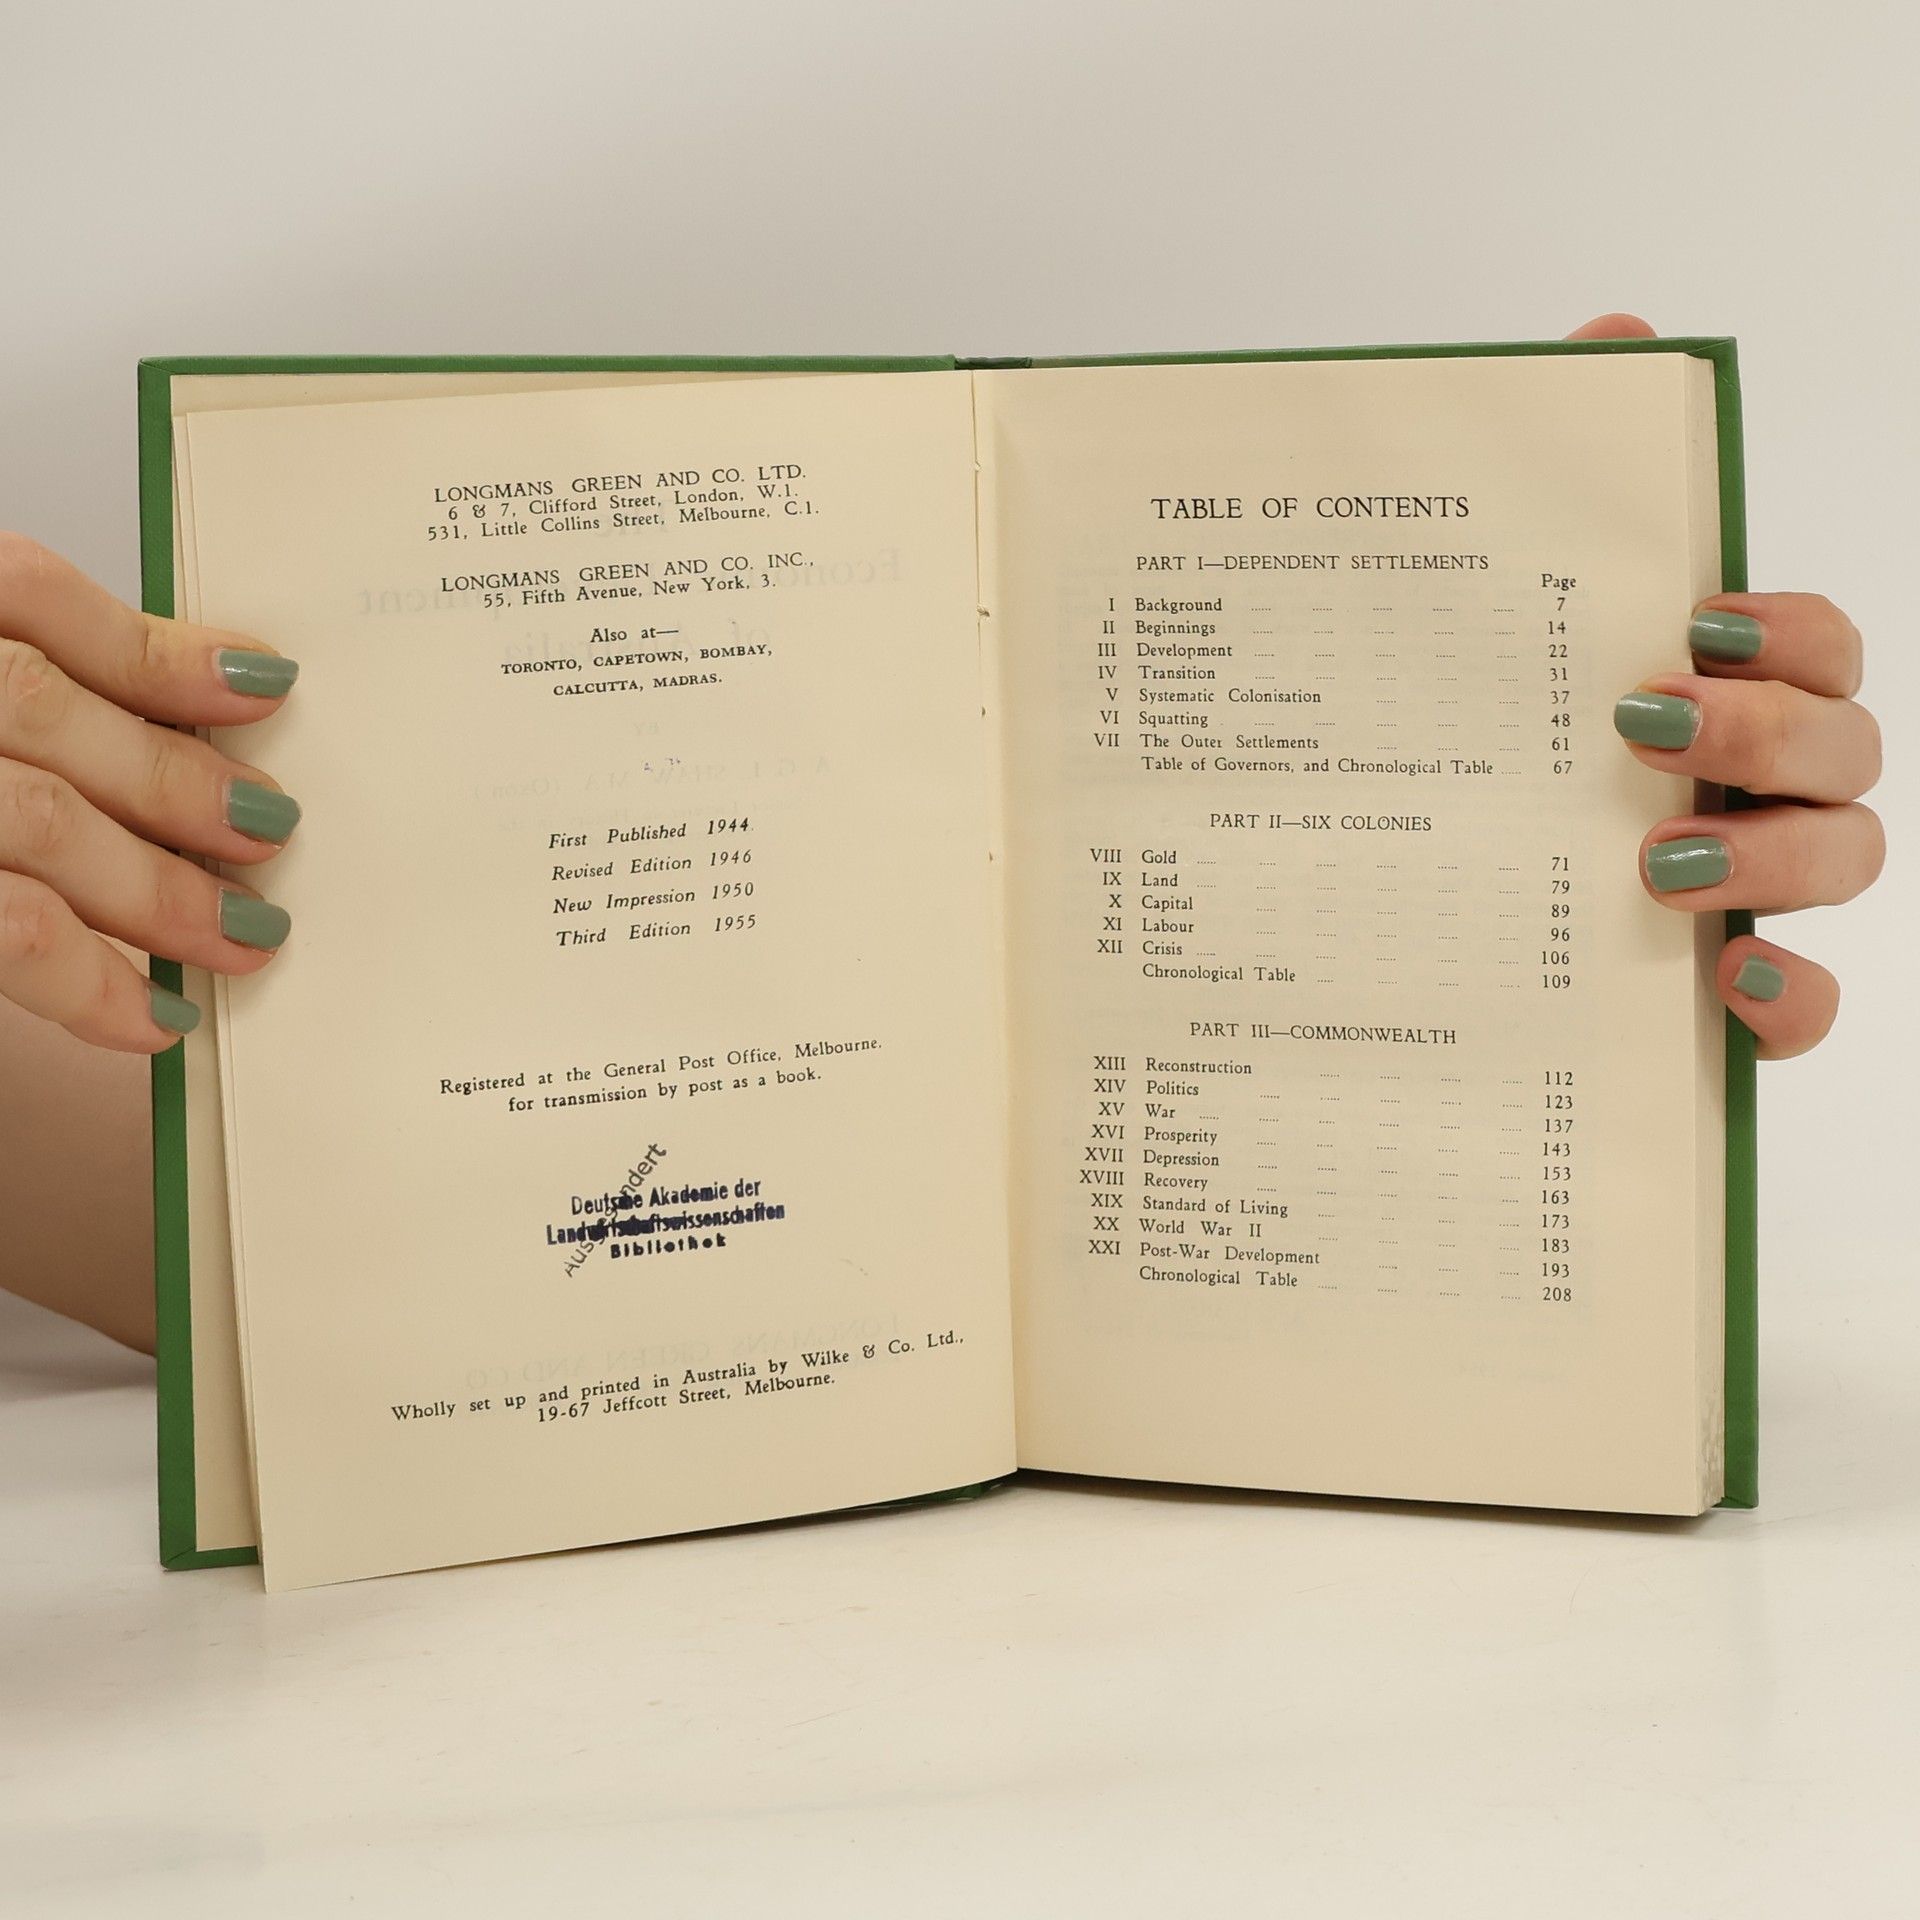 LONGMANS GREEN AND CO. LTD.
6 & 7, Clifford Street, London, W.1.
531, Little Collins Street, Melbourne, C.1.
LONGMANS GREEN AND CO. INC.,
55, Fifth Avenue, New York, 3.
Also at—
TORONTO, CAPETOWN, BOMBAY,
CALCUTTA, MADRAS.
First Published 1944.
Revised Edition 1946
New Impression 1950
Third Edition 1955
Registered at the General Post Office, Melbourne,
for transmission by post as a book.
Ausgesondert
Deutsche Akademie der
Landwirtschaftswissenschaften
Bibliothek
Wholly set up and printed in Australia by Wilke & Co. Ltd.,
19-67 Jeffcott Street, Melbourne.
TABLE OF CONTENTS
PART I—DEPENDENT SETTLEMENTS
Page
I Background ...... ...... ...... ...... ...... 7
II Beginnings ...... ...... ...... ...... ...... 14
III Development ...... ...... ...... ...... ...... 22
IV Transition ...... ...... ...... ...... ...... 31
V Systematic Colonisation ...... ...... ...... 37
VI Squatting ...... ...... ...... ...... ...... 48
VII The Outer Settlements ...... ...... ...... 61
Table of Governors, and Chronological Table ...... 67
PART II—SIX COLONIES
VIII Gold ...... ...... ...... ...... ...... ...... 71
IX Land ...... ...... ...... ...... ...... ...... 79
X Capital ...... ...... ...... ...... ...... 89
XI Labour ...... ...... ...... ...... ...... 96
XII Crisis ...... ...... ...... ...... ...... ...... 106
Chronological Table ...... ...... ...... ...... 109
PART III—COMMONWEALTH
XIII Reconstruction ...... ...... ...... ...... 112
XIV Politics ...... ...... ...... ...... ...... 123
XV War ...... ...... ...... ...... ...... ...... 137
XVI Prosperity ...... ...... ...... ...... ...... 143
XVII Depression ...... ...... ...... ...... ...... 153
XVIII Recovery ...... ...... ...... ...... ...... 163
XIX Standard of Living ...... ...... ...... ...... 173
XX World War II ...... ...... ...... ...... 183
XXI Post-War Development ...... ...... ...... 193
Chronological Table ...... ...... ...... ...... 208